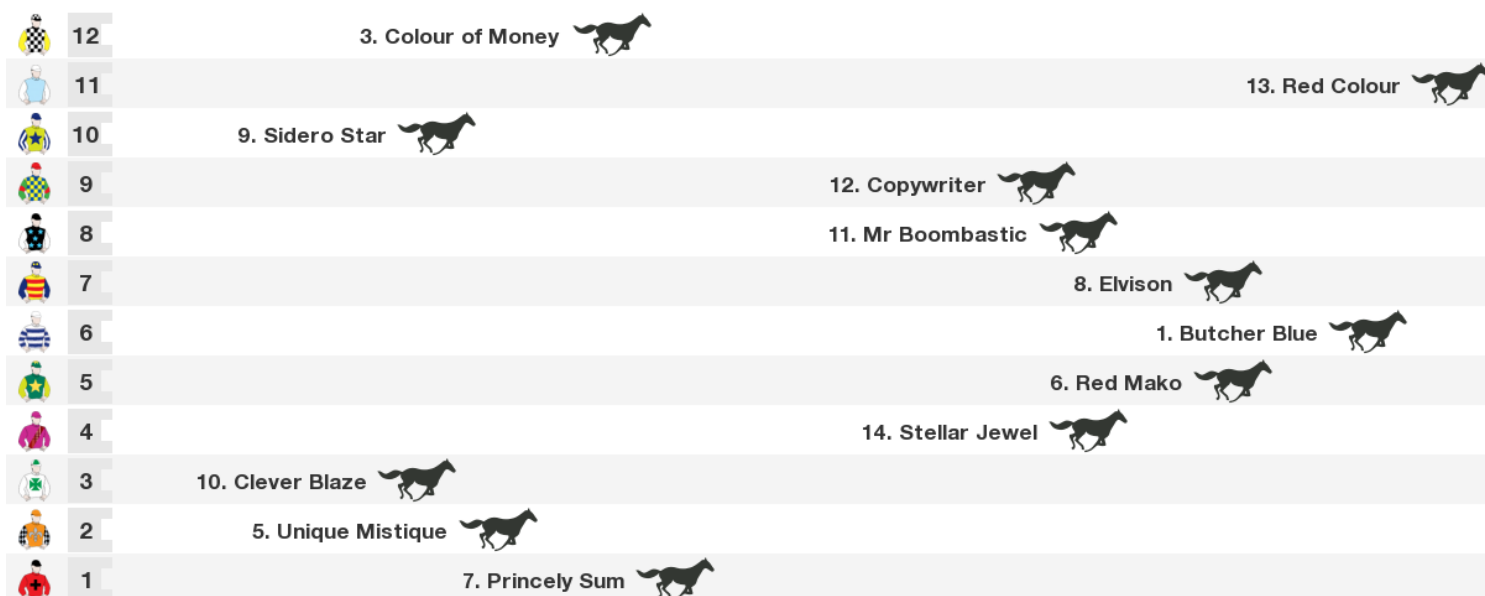 12 3. Colour of Money
11 13. Red Colour
10 9. Sidero Star
9 12. Copywriter
8 11. Mr Boombastic
7 8. Elvison
6 1. Butcher Blue
5 6. Red Mako
4 14. Stellar Jewel
3 10. Clever Blaze
2 5. Unique Mistique
1 7. Princely Sum